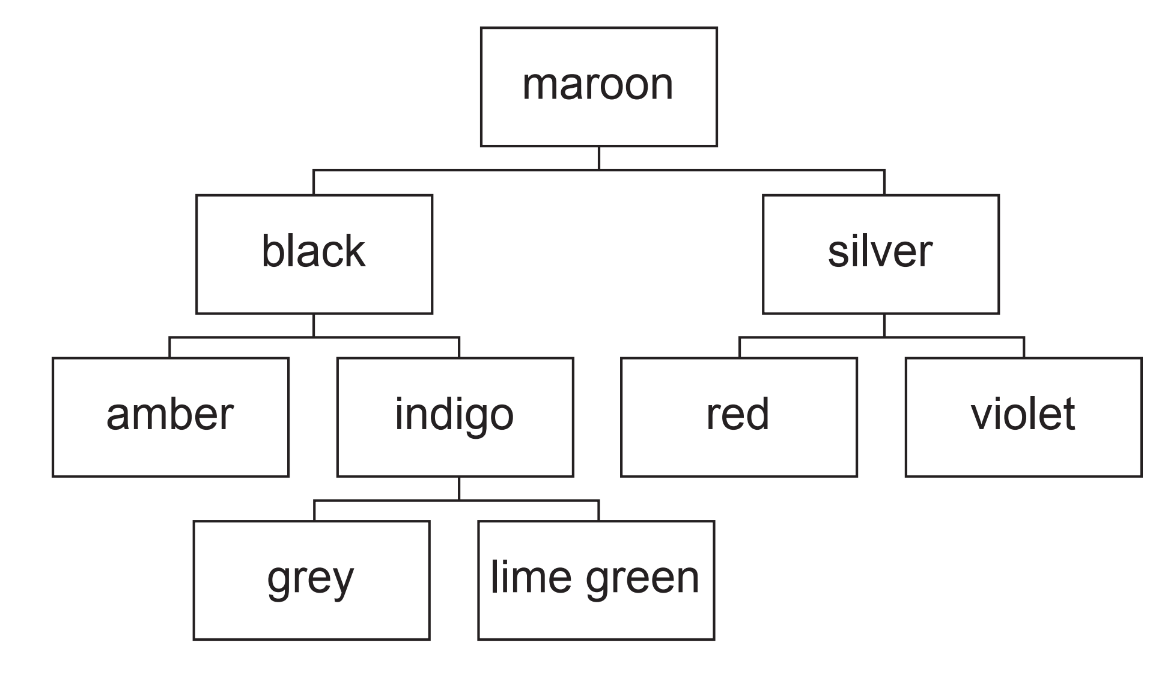 maroon
black
silver
amber
indigo
red
violet
grey
lime green